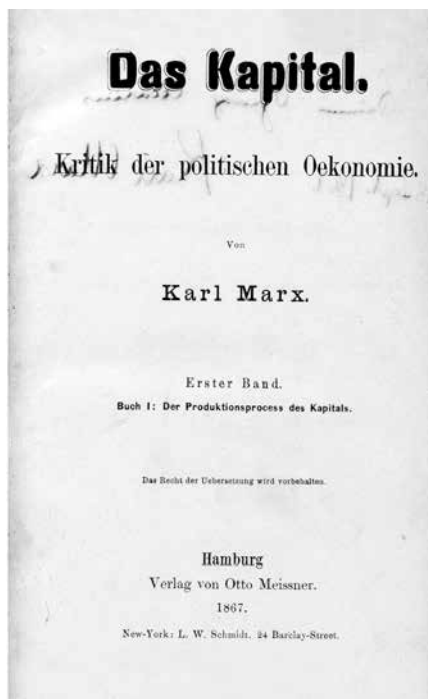 Das Kapital.
Kritik der politischen Oekonomie.
Von
Karl Marx.
Erster Band.
Buch I: Der Produktionsprocess des Kapitals.
Das Recht der Uebersetzung wird vorbehalten.
Hamburg
Verlag von Otto Meissner.
1867.
New-York: L. W. Schmidt. 24 Barclay-Street.